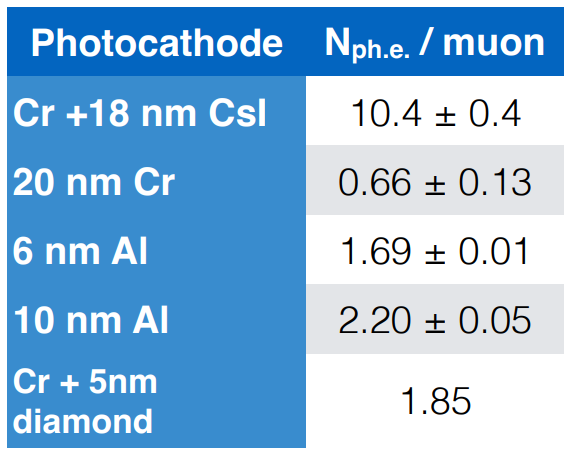 Photocathode N_ph.e. / muon
Cr +18 nm CsI 10.4 ± 0.4
20 nm Cr 0.66 ± 0.13
6 nm Al 1.69 ± 0.01
10 nm Al 2.20 ± 0.05
Cr + 5nm
diamond 1.85